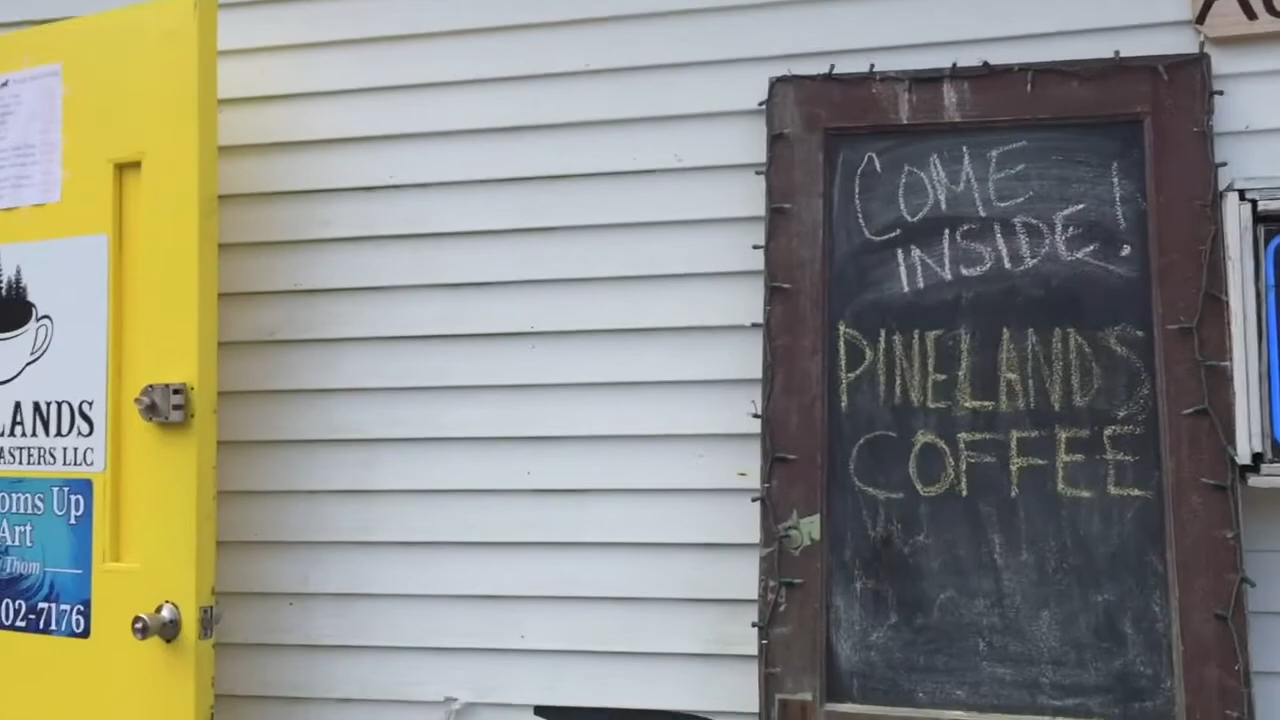 LANDS
ASTERS LLC
oms Up
Art
Thom
02-7176
COME
INSIDE!
PINELANDS
COFFEE